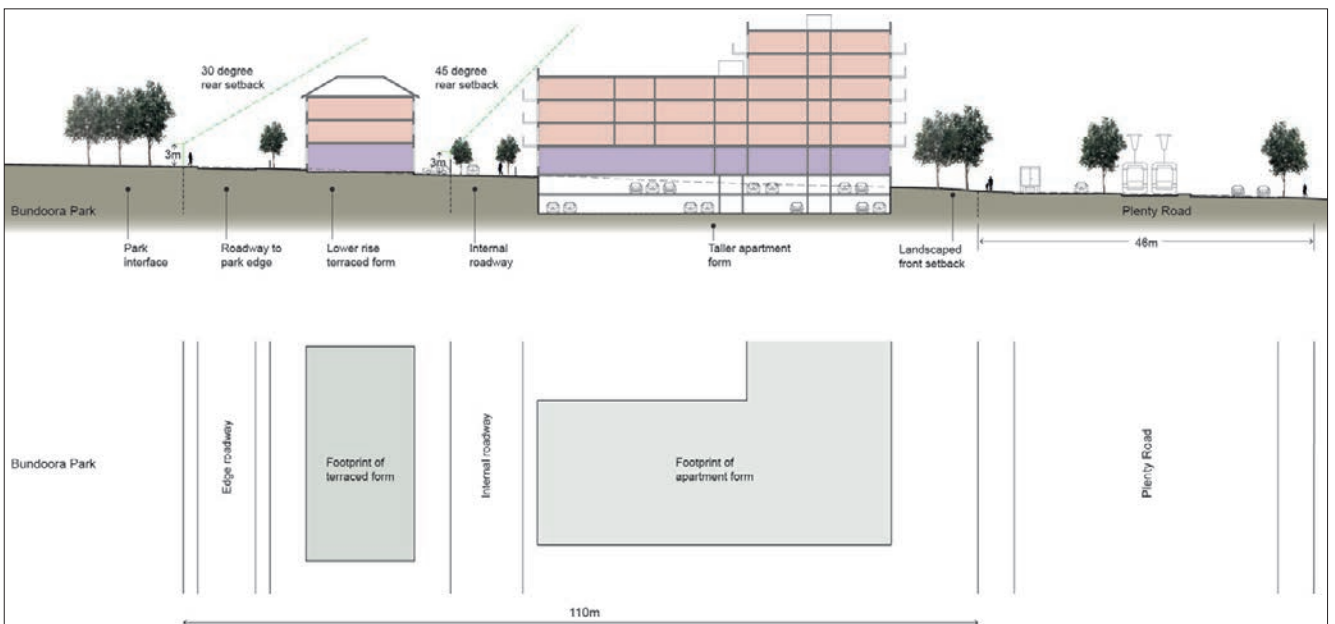 30 degree
rear setback
45 degree
rear setback
3m
3m
Bundoora Park
Plenty Road
46m
Park
interface
Roadway to
park edge
Lower rise
terraced form
Internal
roadway
Taller apartment
form
Landscaped
front setback
Bundoora Park
Edge roadway
Footprint of
terraced form
Internal roadway
Footprint of
apartment form
Plenty Road
110m